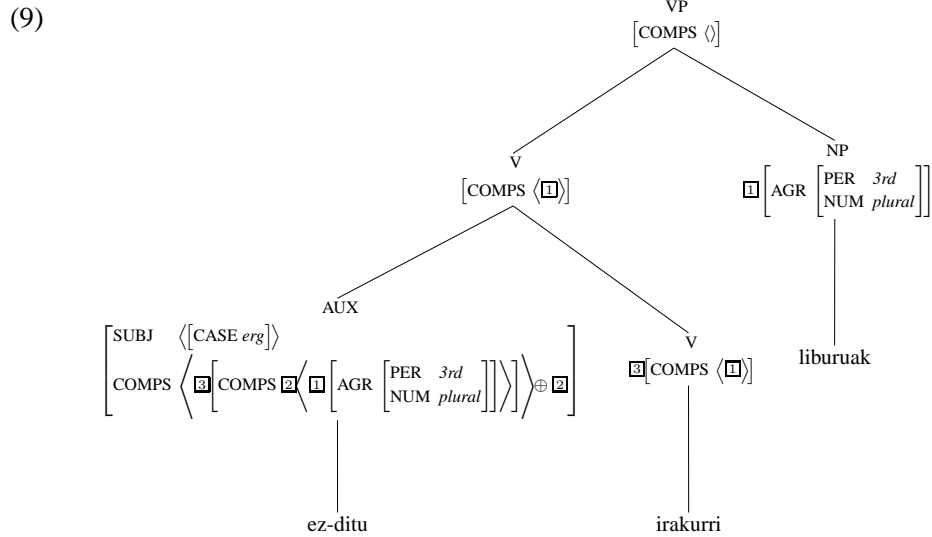 (9)
VP
[COMPS ⟨⟩]
V
[COMPS ⟨1⟩]
NP
1 [AGR [PER 3rd
NUM plural]]
AUX
[SUBJ ⟨[CASE erg]⟩
COMPS ⟨3[COMPS 2⟨1 [AGR [PER 3rd
NUM plural]]⟩]⟩ ⊕ 2]
V
3[COMPS ⟨1⟩]
liburuak
ez-ditu
irakurri